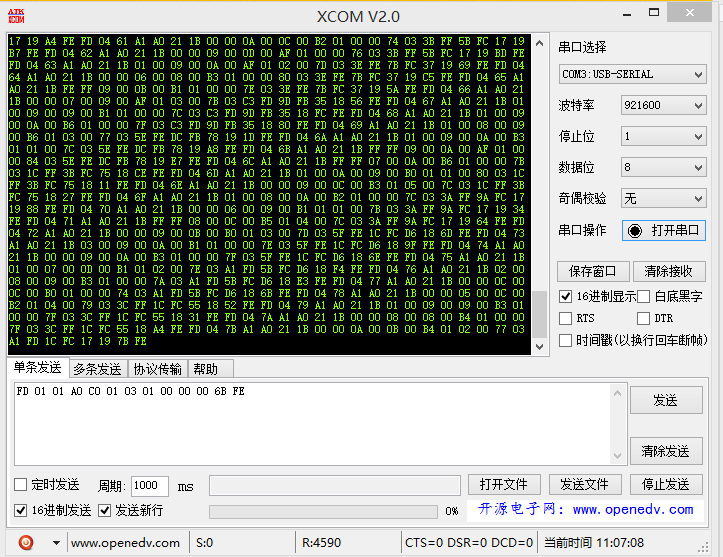 ATK XCOM
XCOM V2.0
17 19 A4 FE FD 04 61 A1 A0 21 1B 00 00 0A 00 0C 00 B2 01 00 00 74 03 3B FF 5B FC 17 19
B7 FE FD 04 62 A1 A0 21 1B 00 00 0B 00 0D 00 AD 01 00 00 76 03 3B FF 5B FC 17 19 BD FE
FD 04 63 A1 A0 21 1B 01 00 09 00 0A 00 AF 01 02 00 7D 03 3E FE 7B FC 37 19 69 FE FD 04
64 A1 A0 21 1B 00 00 06 00 08 00 B3 01 00 00 80 03 3E FE 7B FC 37 19 C5 FE FD 04 65 A1
A0 21 1B FE FF 09 00 0B 00 B1 01 00 00 7E 03 3E FE 7B FC 37 19 5A FE FD 04 66 A1 A0 21
1B 00 00 07 00 09 00 AF 01 03 00 7B 03 C3 FD 9D FB 35 18 56 FE FD 04 67 A1 A0 21 1B 01
00 09 00 09 00 B1 01 00 00 7C 03 C3 FD 9D FB 35 18 FC FE FD 04 68 A1 A0 21 1B 01 00 09
00 0A 00 B6 01 00 00 7F 03 C3 FD 9D FB 35 18 80 FE FD 04 69 A1 A0 21 1B 01 00 08 00 09
00 B6 01 03 00 77 03 5E FE DC FB 78 19 1D FE FD 04 6A A1 A0 21 1B 01 00 09 00 0A 00 B3
01 01 00 7C 03 5E FE DC FB 78 19 A8 FE FD 04 6B A1 A0 21 1B FF FF 09 00 0A 00 AF 01 00
00 84 03 5E FE DC FB 78 19 E7 FE FD 04 6C A1 A0 21 1B FF FF 07 00 0A 00 B6 01 00 00 7B
03 1C FF 3B FC 75 18 CE FE FD 04 6D A1 A0 21 1B 00 00 09 00 0B 00 B0 01 01 00 80 03 1C
FF 3B FC 75 18 11 FE FD 04 6E A1 A0 21 1B 00 00 09 00 0C 00 B3 01 05 00 7C 03 1C FF 3B
FC 75 18 27 FE FD 04 6F A1 A0 21 1B 01 00 08 00 0A 00 B2 01 00 00 7C 03 3A FF 9A FC 17
19 88 FE FD 04 70 A1 A0 21 1B 00 00 06 00 09 00 B1 01 01 00 7B 03 3A FF 9A FC 17 19 34
FE FD 04 71 A1 A0 21 1B FF FF 08 00 0C 00 B5 01 04 00 7C 03 3A FF 9A FC 17 19 64 FE FD
04 72 A1 A0 21 1B 00 00 09 00 0B 00 B0 01 03 00 7D 03 5F FE 1C FC D6 18 6D FE FD 04 73
A1 A0 21 1B 03 00 09 00 0A 00 B1 01 00 00 7E 03 5F FE 1C FC D6 18 9F FE FD 04 74 A1 A0
21 1B 00 00 09 00 0A 00 B1 01 00 00 7D 03 5F FE 1C FC D6 18 6E FE FD 04 75 A1 A0 21 1B
01 00 07 00 0D 00 B1 01 02 00 7E 03 A1 FD 5B FC D6 18 F4 FE FD 04 76 A1 A0 21 1B 02 00
08 00 09 00 B3 01 00 00 7A 03 A1 FD 5B FC D6 18 E3 FE FD 04 77 A1 A0 21 1B 00 00 0C 00
0C 00 B0 01 00 00 74 03 A1 FD 5B FC D6 18 6B FE FD 04 78 A1 A0 21 1B 00 00 0D 00 0C 00
B2 01 04 00 79 03 3C FF 1C FC 55 18 52 FE FD 04 79 A1 A0 21 1B 01 00 09 00 09 00 B3 01
00 00 7F 03 3C FF 1C FC 55 18 31 FE FD 04 7A A1 A0 21 1B 00 00 08 00 08 00 B4 01 00 00
7F 03 3C FF 1C FC 55 18 A4 FE FD 04 7B A1 A0 21 1B 00 00 0A 00 0B 00 B4 01 02 00 77 03
A1 FD 1C FC 17 19 7B FE
串口选择
COM3:USB-SERIAL
波特率 921600
停止位 1
数据位 8
奇偶校验 无
串口操作 打开串口
保存窗口 清除接收
16进制显示 白底黑字
RTS DTR
时间戳(以换行回车断帧)
单条发送 多条发送 协议传输 帮助
FD 01 01 A0 C0 01 03 01 00 00 00 6B FE
发送
清除发送
定时发送 周期: 1000 ms 打开文件 发送文件 停止发送
16进制发送 发送新行 0% 开源电子网：www.openedv.com
www.openedv.com S:0 R:4590 CTS=0 DSR=0 DCD=0 当前时间 11:07:08